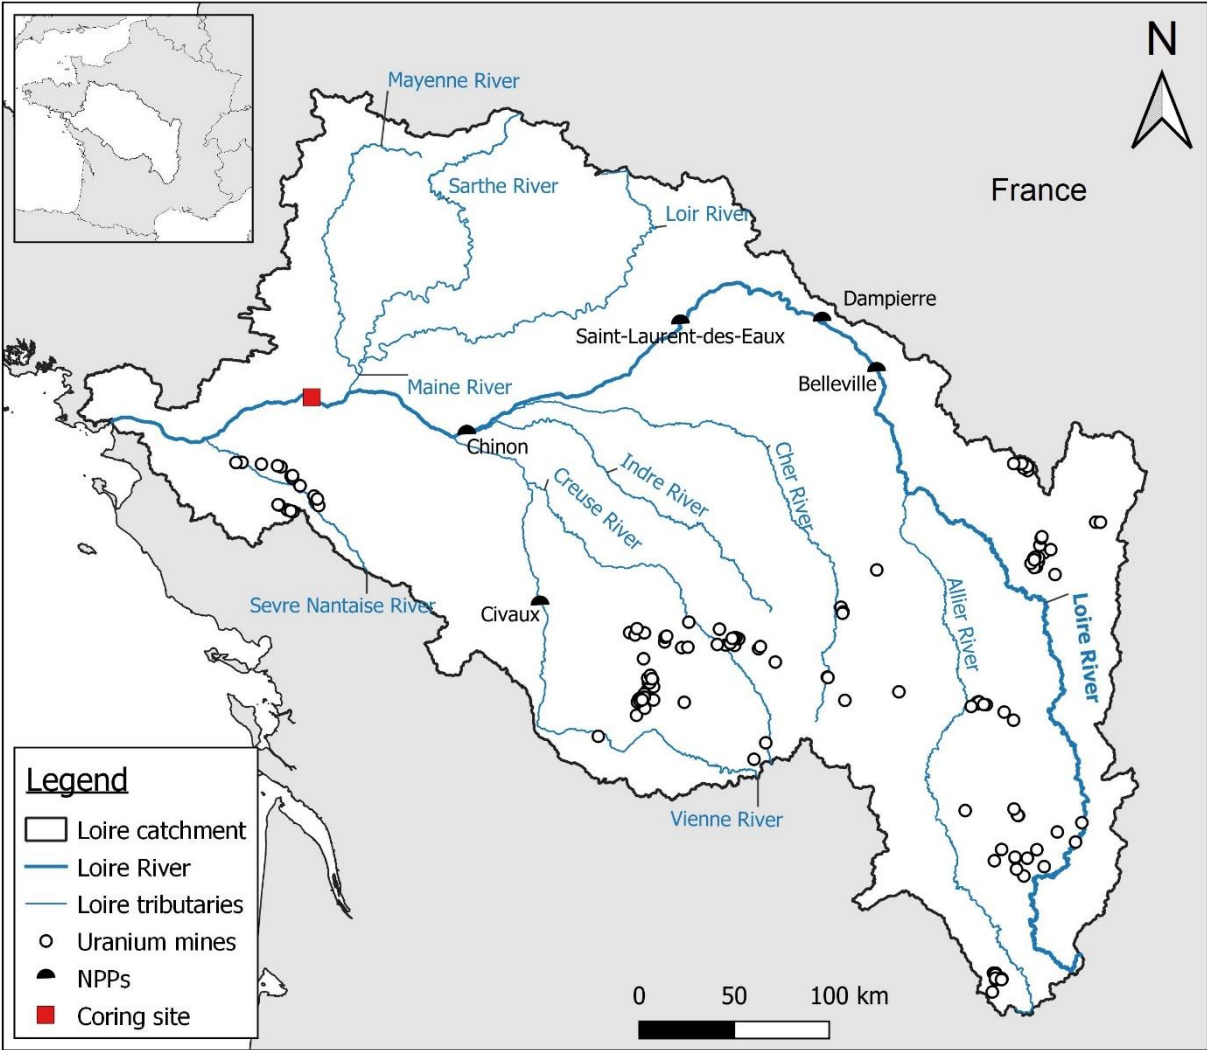 Mayenne River
N
Sarthe River
France
Loir River
Dampierre
Saint-Laurent-des-Eaux
Belleville
Maine River
Chinon
Cher River
Indre River
Creuse River
Sevre Nantaise River
Civaux
Allier River
Loire River
Vienne River
Legend
Loire catchment
Loire River
Loire tributaries
Uranium mines
NPPs
Coring site
0 50 100 km